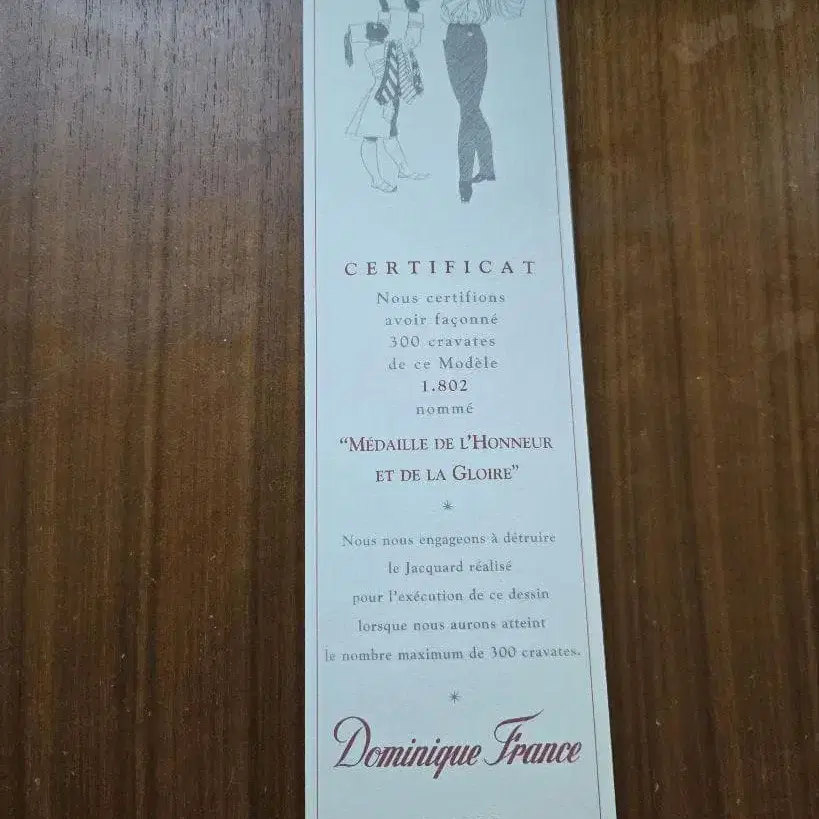 CERTIFICAT
Nous certifions
avoir façonné
300 cravates
de ce Modèle
1.802
nommé
“MÉDAILLE DE L’HONNEUR
ET DE LA GLOIRE”
*
Nous nous engageons à détruire
le Jacquard réalisé
pour l’exécution de ce dessin
lorsque nous aurons atteint
le nombre maximum de 300 cravates.
*
Dominique France